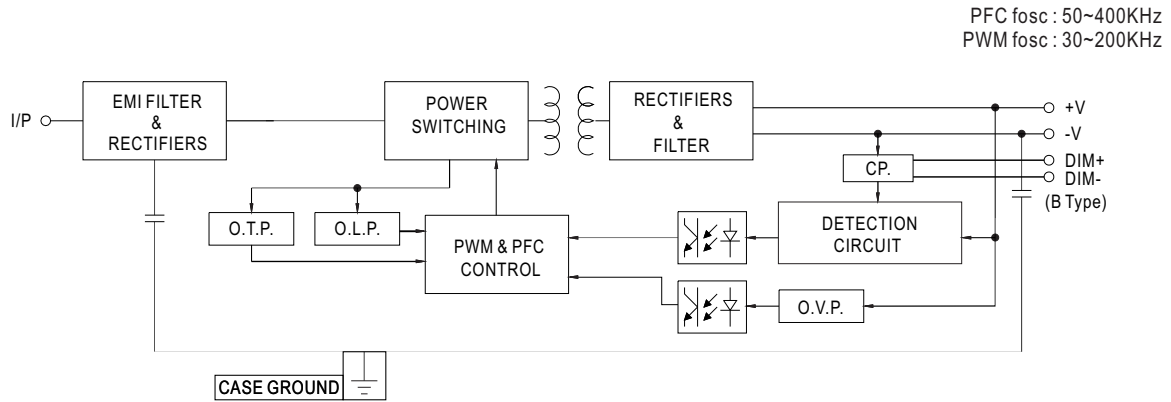 PFC fosc : 50~400KHz
PWM fosc : 30~200KHz
I/P
EMI FILTER
&
RECTIFIERS
POWER
SWITCHING
RECTIFIERS
&
FILTER
+V
-V
DIM+
DIM-
(B Type)
CP.
O.T.P.
O.L.P.
PWM & PFC
CONTROL
DETECTION
CIRCUIT
O.V.P.
CASE GROUND